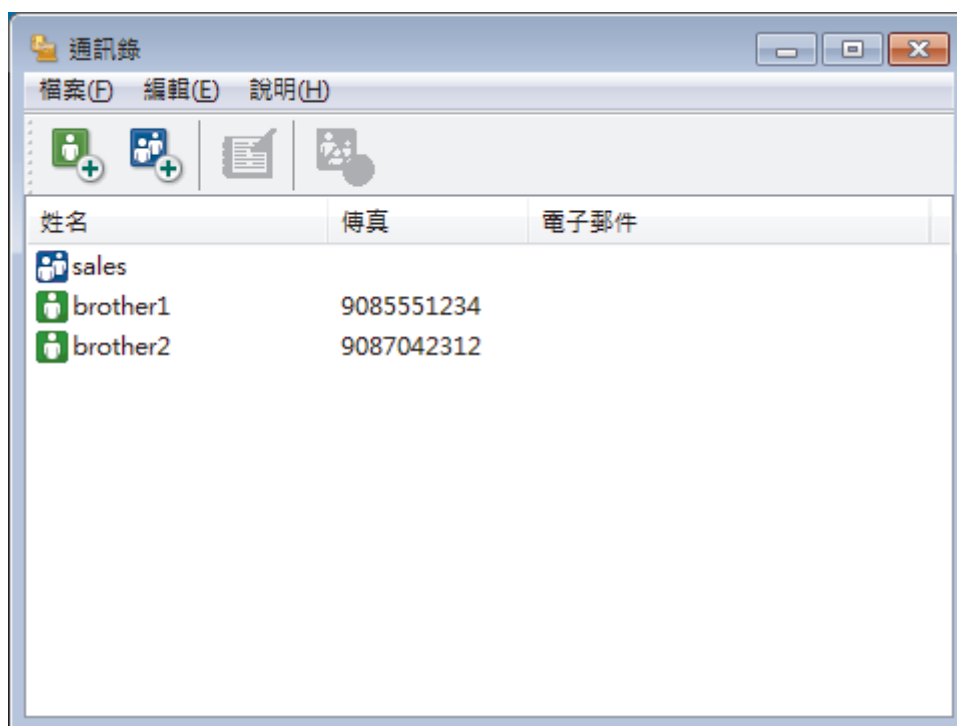 通訊錄
檔案(F) 編輯(E) 說明(H)
姓名 傳真 電子郵件
sales
brother1 9085551234
brother2 9087042312